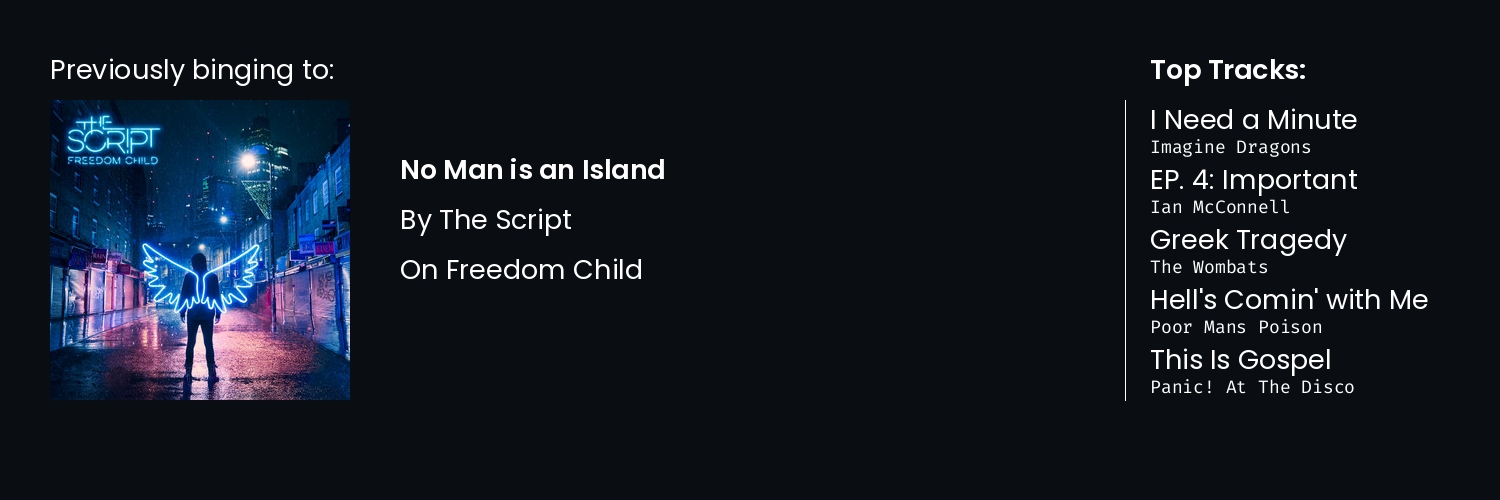 Previously binging to:
THE
SCRIPT
FREEDOM CHILD
No Man is an Island
By The Script
On Freedom Child
Top Tracks:
I Need a Minute
Imagine Dragons
EP. 4: Important
Ian McConnell
Greek Tragedy
The Wombats
Hell's Comin' with Me
Poor Mans Poison
This Is Gospel
Panic! At The Disco